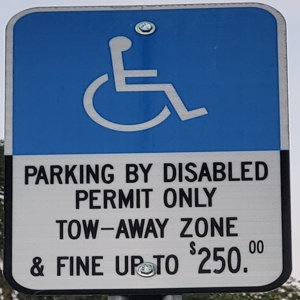 PARKING BY DISABLED
PERMIT ONLY
TOW-AWAY ZONE
& FINE UP TO $250.00